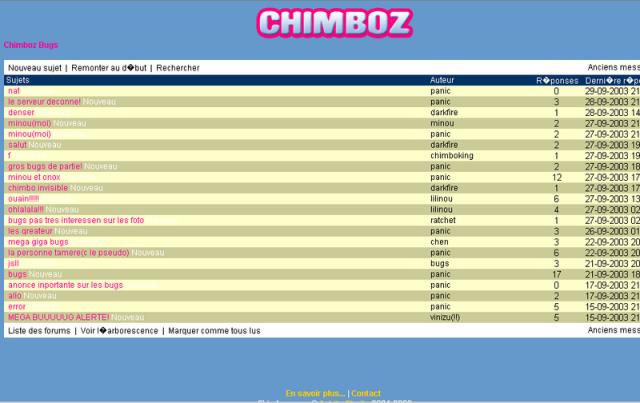 CHIMBOZ
Chimboz Bugs
Nouveau sujet | Remonter au d�but | Rechercher Anciens mess
Sujets Auteur R�ponses Derni�re r�p
nat panic 0 29-09-2003 21
le serveur deconne! Nouveau panic 3 28-09-2003 21
denser darkfire 1 28-09-2003 14
minou(moi) Nouveau minou 2 27-09-2003 21
minou(moi) panic 2 27-09-2003 21
salut Nouveau darkfire 2 27-09-2003 19
f chimboking 1 27-09-2003 19
gros bugs de partie! Nouveau panic 2 27-09-2003 18
minou et onox panic 12 27-09-2003 17
chimbo invisible Nouveau darkfire 1 27-09-2003 17
ouain!!!!! lilinou 6 27-09-2003 13
ohlalala!!! Nouveau lilinou 4 27-09-2003 02
bugs pas tres interessen sur les foto ratchet 1 27-09-2003 02
les qreateur Nouveau panic 3 26-09-2003 01
mega giga bugs chen 3 22-09-2003 20
la personne tamere(c le pseudo) Nouveau panic 6 22-09-2003 20
jsll bugs 3 21-09-2003 20
bugs Nouveau panic 17 21-09-2003 18
anonce inportante sur les bugs panic 0 17-09-2003 21
allo Nouveau panic 2 17-09-2003 21
error panic 5 15-09-2003 21
MEGA BUUUUUG ALERTE! Nouveau vinizu(!!) 5 15-09-2003 21
Liste des forums | Voir l�arborescence | Marquer comme tous lus Anciens mess
En savoir plus... | Contact